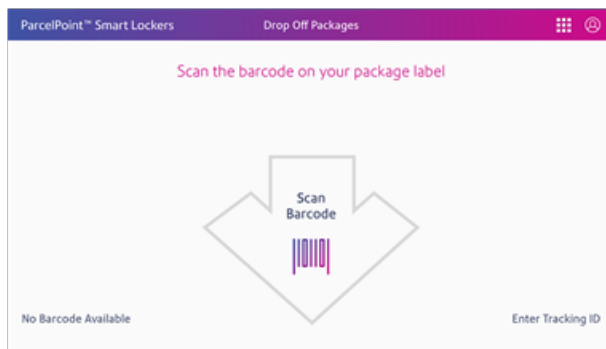 ParcelPoint™ Smart Lockers
Drop Off Packages
Scan the barcode on your package label
Scan
Barcode
No Barcode Available
Enter Tracking ID